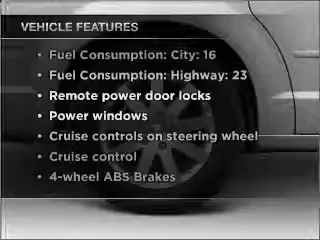 VEHICLE FEATURES
• Fuel Consumption: City: 16
• Fuel Consumption: Highway: 23
• Remote power door locks
• Power windows
• Cruise controls on steering wheel
• Cruise control
• 4-wheel ABS Brakes